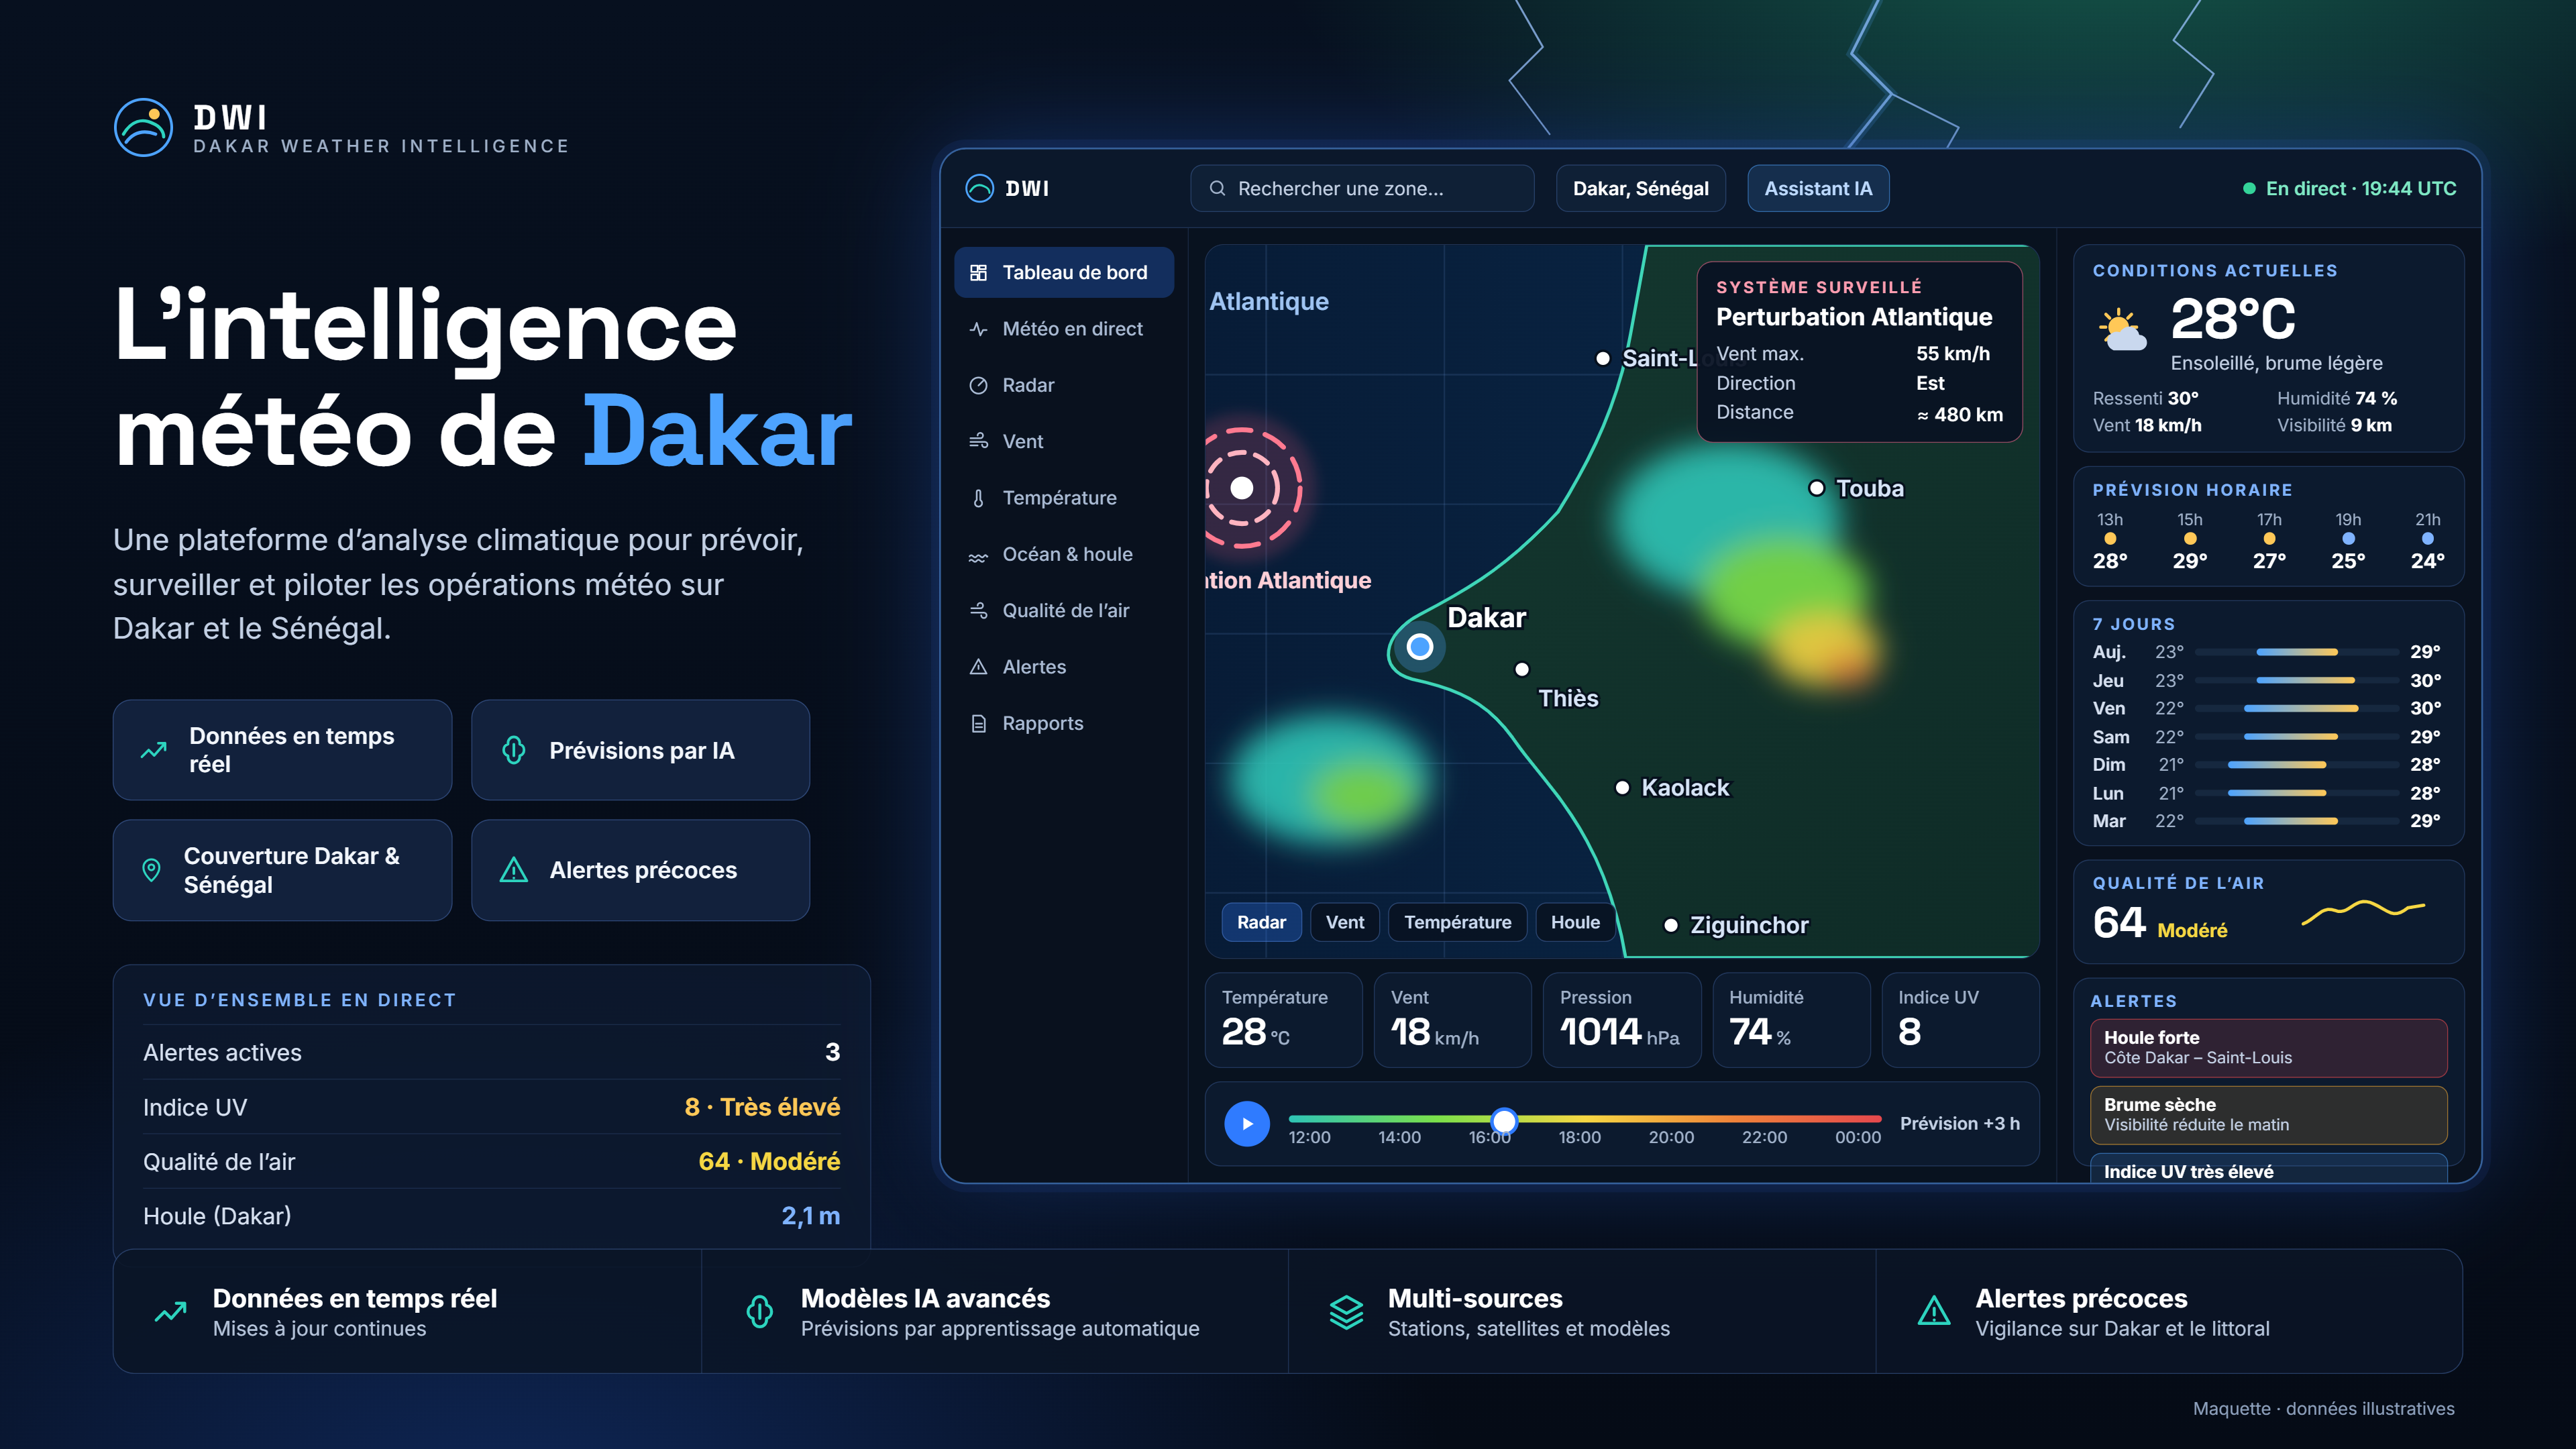 DWI
DAKAR WEATHER INTELLIGENCE
L’intelligence
météo de Dakar
Une plateforme d’analyse climatique pour prévoir,
surveiller et piloter les opérations météo sur
Dakar et le Sénégal.
Données en temps
réel
Prévisions par IA
Couverture Dakar &
Sénégal
Alertes précoces
VUE D’ENSEMBLE EN DIRECT
Alertes actives 3
Indice UV 8 · Très élevé
Qualité de l’air 64 · Modéré
Houle (Dakar) 2,1 m
DWI
Rechercher une zone…
Dakar, Sénégal
Assistant IA
En direct · 19:44 UTC
Tableau de bord
Météo en direct
Radar
Vent
Température
Océan & houle
Qualité de l’air
Alertes
Rapports
Atlantique
SYSTÈME SURVEILLÉ
Perturbation Atlantique
Vent max. 55 km/h
Direction Est
Distance ≈ 480 km
Saint-L
Touba
tion Atlantique
Dakar
Thiès
Kaolack
Ziguinchor
Radar
Vent
Température
Houle
Température
28 °C
Vent
18 km/h
Pression
1014 hPa
Humidité
74 %
Indice UV
8
12:00 14:00 16:00 18:00 20:00 22:00 00:00
Prévision +3 h
CONDITIONS ACTUELLES
28°C
Ensoleillé, brume légère
Ressenti 30° Humidité 74 %
Vent 18 km/h Visibilité 9 km
PRÉVISION HORAIRE
13h 15h 17h 19h 21h
28° 29° 27° 25° 24°
7 JOURS
Auj. 23° 29°
Jeu 23° 30°
Ven 22° 30°
Sam 22° 29°
Dim 21° 28°
Lun 21° 28°
Mar 22° 29°
QUALITÉ DE L’AIR
64 Modéré
ALERTES
Houle forte
Côte Dakar – Saint-Louis
Brume sèche
Visibilité réduite le matin
Indice UV très élevé
Données en temps réel
Mises à jour continues
Modèles IA avancés
Prévisions par apprentissage automatique
Multi-sources
Stations, satellites et modèles
Alertes précoces
Vigilance sur Dakar et le littoral
Maquette · données illustratives